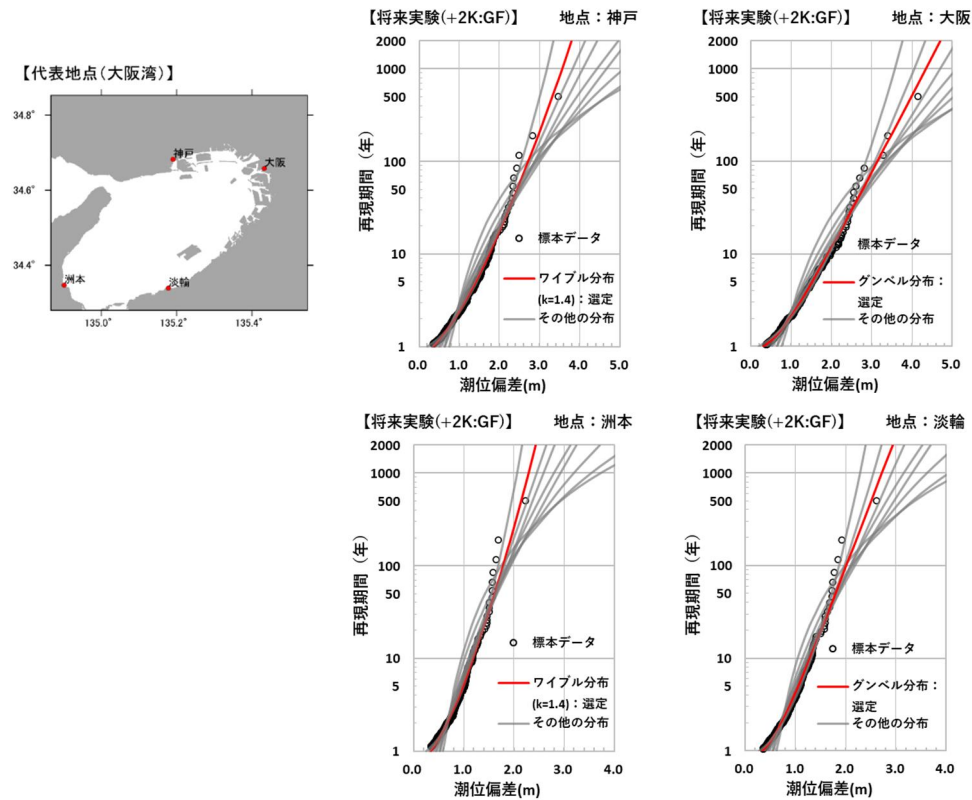 【代表地点(大阪湾)】
34.8°
34.6°
34.4°
135.0°
135.2°
135.4°
神戸
大阪
洲本
淡輪
【将来実験(+2K:GF)】 地点：神戸
再現期間（年）
2000
1000
500
100
50
10
5
1
標本データ
ワイブル分布
(k=1.4)：選定
その他の分布
0.0 1.0 2.0 3.0 4.0 5.0
潮位偏差(m)
【将来実験(+2K:GF)】 地点：大阪
再現期間（年）
2000
1000
500
100
50
10
5
1
標本データ
グンベル分布：
選定
その他の分布
0.0 1.0 2.0 3.0 4.0 5.0
潮位偏差(m)
【将来実験(+2K:GF)】 地点：洲本
再現期間（年）
2000
1000
500
100
50
10
5
1
標本データ
ワイブル分布
(k=1.4)：選定
その他の分布
0.0 1.0 2.0 3.0 4.0
潮位偏差(m)
【将来実験(+2K:GF)】 地点：淡輪
再現期間（年）
2000
1000
500
100
50
10
5
1
標本データ
グンベル分布：
選定
その他の分布
0.0 1.0 2.0 3.0 4.0
潮位偏差(m)